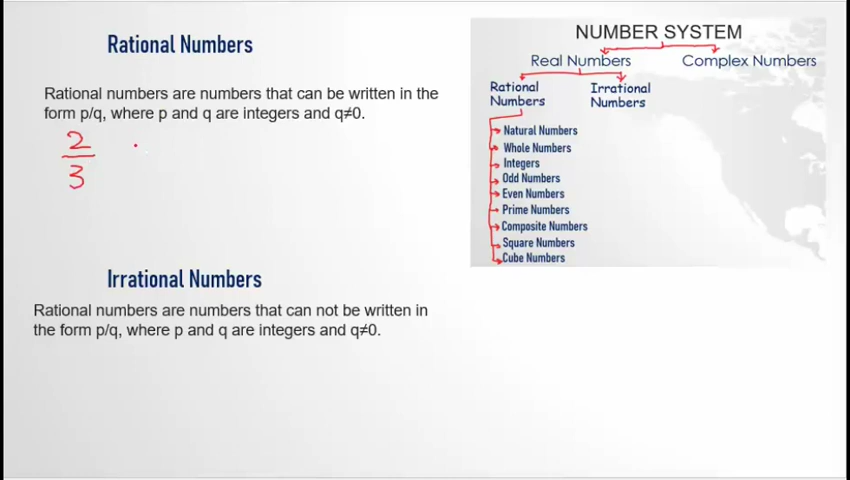 Rational Numbers
Rational numbers are numbers that can be written in the
form p/q, where p and q are integers and q≠0.
2
3
Irrational Numbers
Rational numbers are numbers that can not be written in
the form p/q, where p and q are integers and q≠0.
NUMBER SYSTEM
Real Numbers Complex Numbers
Rational Irrational
Numbers Numbers
Natural Numbers
Whole Numbers
Integers
Odd Numbers
Even Numbers
Prime Numbers
Composite Numbers
Square Numbers
Cube Numbers